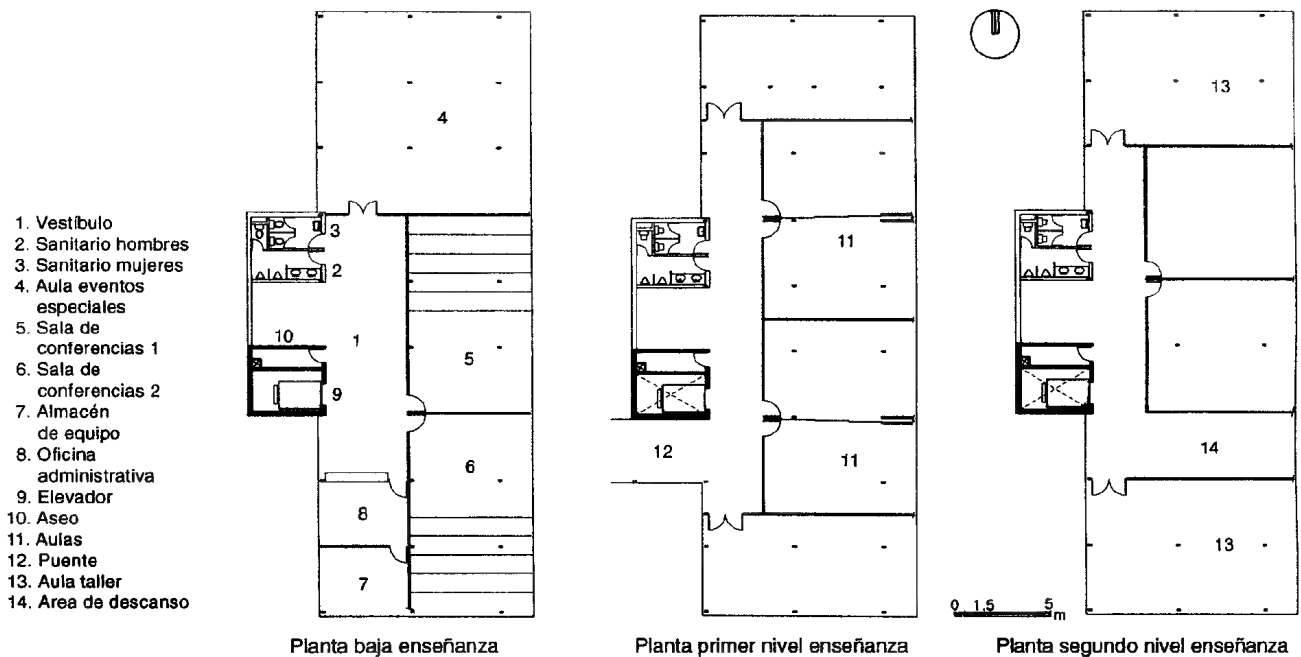 1. Vestíbulo
2. Sanitario hombres
3. Sanitario mujeres
4. Aula eventos
especiales
5. Sala de
conferencias 1
6. Sala de
conferencias 2
7. Almacén
de equipo
8. Oficina
administrativa
9. Elevador
10. Aseo
11. Aulas
12. Puente
13. Aula taller
14. Area de descanso
4
3
2
10
1
9
5
6
8
7
Planta baja enseñanza
11
12
11
Planta primer nivel enseñanza
13
14
13
0 1.5 5
m
Planta segundo nivel enseñanza